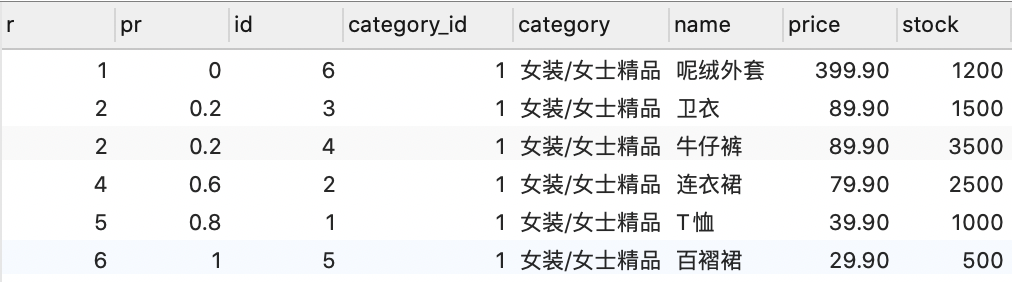 r pr id category_id category name price stock
1 0 6 1 女装/女士精品 呢绒外套 399.90 1200
2 0.2 3 1 女装/女士精品 卫衣 89.90 1500
2 0.2 4 1 女装/女士精品 牛仔裤 89.90 3500
4 0.6 2 1 女装/女士精品 连衣裙 79.90 2500
5 0.8 1 1 女装/女士精品 T恤 39.90 1000
6 1 5 1 女装/女士精品 百褶裙 29.90 500